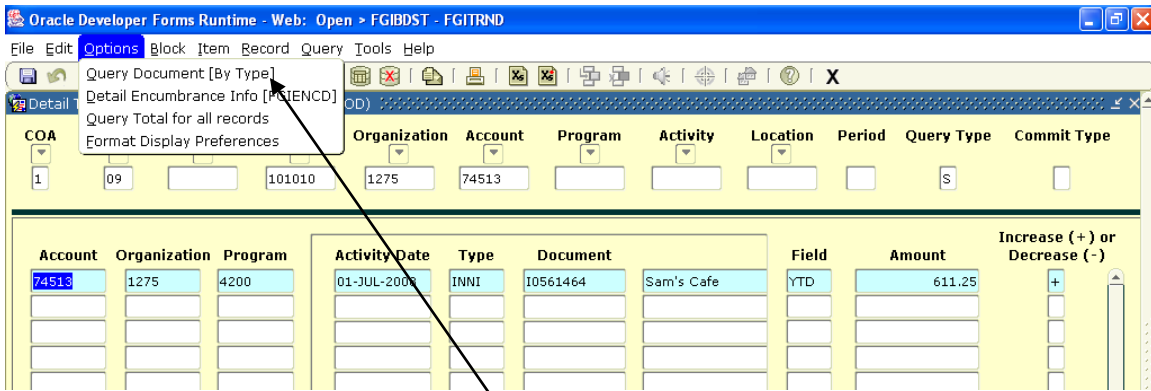 Oracle Developer Forms Runtime - Web: Open > FGIBDST - FGITRND
File Edit Options Block Item Record Query Tools Help
Query Document [By Type]
Detail Encumbrance Info [FGIENCD]
Query Total for all records
Format Display Preferences
X
Detail T OD)
COA Organization Account Program Activity Location Period Query Type Commit Type
1 09 101010 1275 74513 S
Increase (+) or
Account Organization Program Activity Date Type Document Field Amount Decrease (-)
74513 1275 4200 01-JUL-2008 INNI I0561464 Sam's Cafe YTD 611.25 +